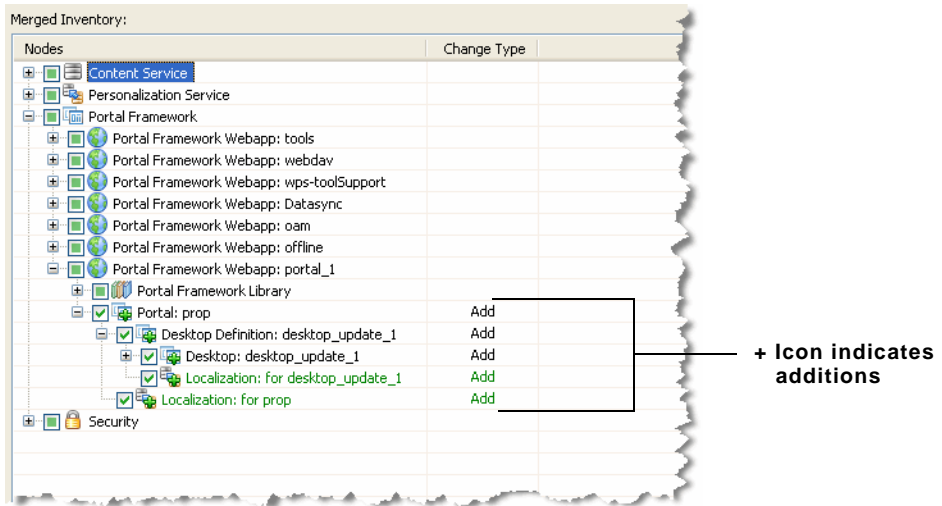 Merged Inventory:
Nodes Change Type
Content Service
Personalization Service
Portal Framework
Portal Framework Webapp: tools
Portal Framework Webapp: webdav
Portal Framework Webapp: wps-toolSupport
Portal Framework Webapp: Datasync
Portal Framework Webapp: oam
Portal Framework Webapp: offline
Portal Framework Webapp: portal_1
Portal Framework Library
Portal: prop Add
Desktop Definition: desktop_update_1 Add
Desktop: desktop_update_1 Add
Localization: for desktop_update_1 Add
Localization: for prop Add
Security
+ Icon indicates
additions